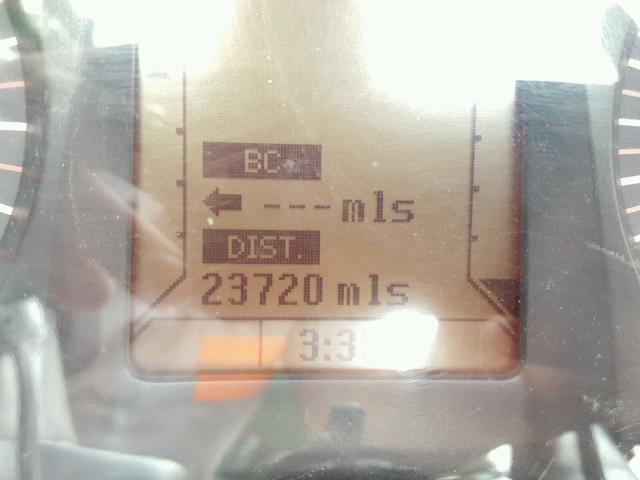 BC
--- mls
DIST.
23720 mls